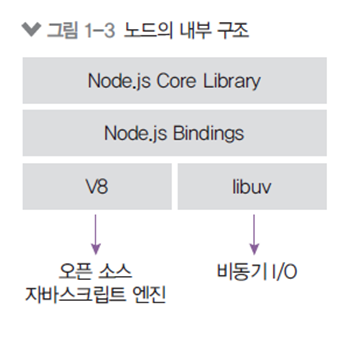 그림 1-3 노드의 내부 구조
Node.js Core Library
Node.js Bindings
V8
libuv
오픈 소스
자바스크립트 엔진
비동기 I/O